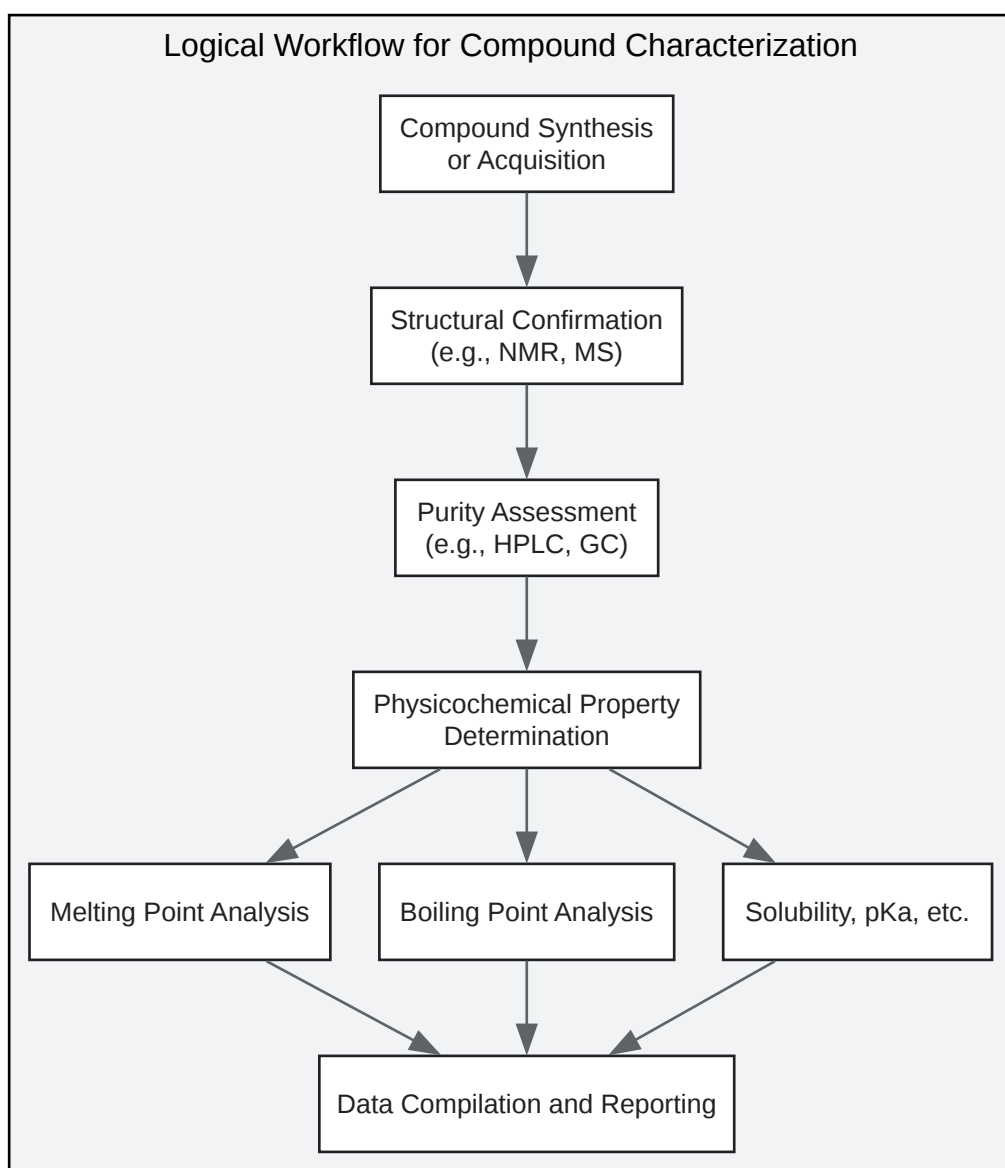 Logical Workflow for Compound Characterization
Compound Synthesis
or Acquisition
Structural Confirmation
(e.g., NMR, MS)
Purity Assessment
(e.g., HPLC, GC)
Physicochemical Property
Determination
Melting Point Analysis
Boiling Point Analysis
Solubility, pKa, etc.
Data Compilation and Reporting